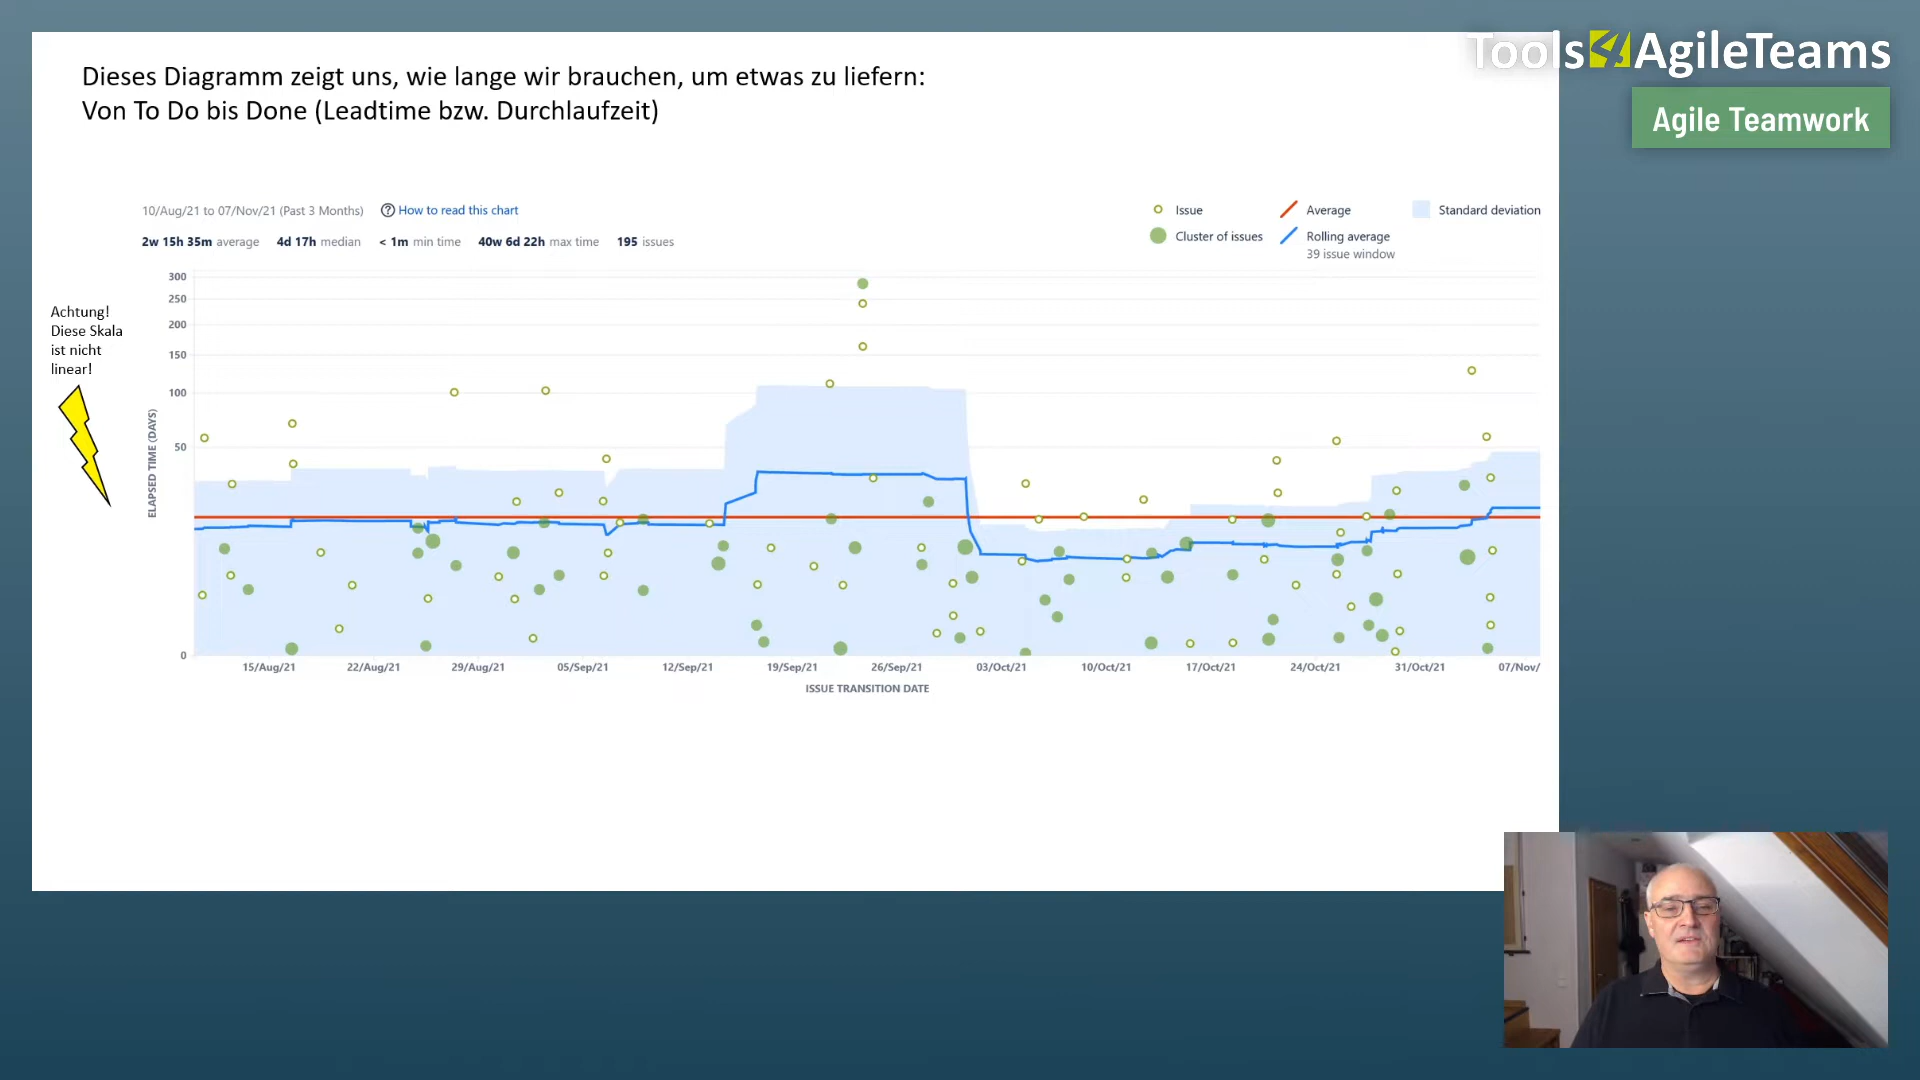 Tools4AgileTeams
Agile Teamwork
Dieses Diagramm zeigt uns, wie lange wir brauchen, um etwas zu liefern:
Von To Do bis Done (Leadtime bzw. Durchlaufzeit)
10/Aug/21 to 07/Nov/21 (Past 3 Months) ? How to read this chart
2w 15h 35m average 4d 17h median < 1m min time 40w 6d 22h max time 195 issues
Issue Average Standard deviation
Cluster of issues Rolling average
39 issue window
Achtung!
Diese Skala
ist nicht
linear!
ELAPSED TIME (DAYS)
300
250
200
150
100
50
0
15/Aug/21 22/Aug/21 29/Aug/21 05/Sep/21 12/Sep/21 19/Sep/21 26/Sep/21 03/Oct/21 10/Oct/21 17/Oct/21 24/Oct/21 31/Oct/21 07/Nov/
ISSUE TRANSITION DATE